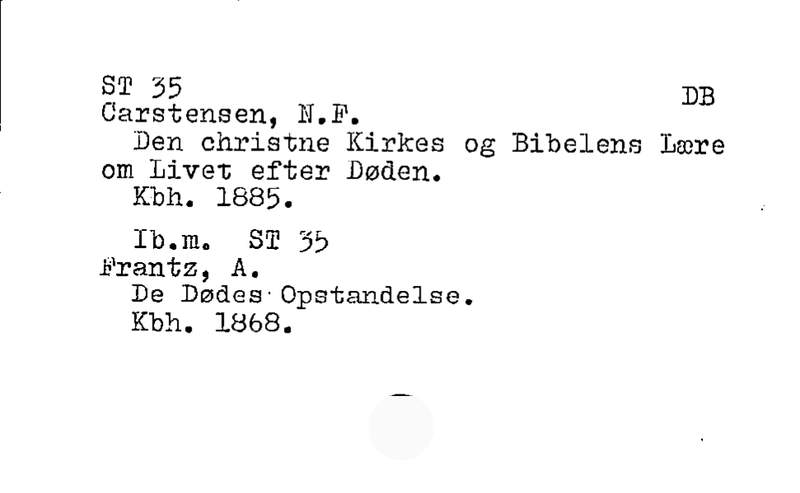 ST 35 DB
Carstensen, N.F.
Den christne Kirkes og Bibelens Lære
om Livet efter Døden.
Kbh. 1885.
Ib.m. ST 35
Frantz, A.
De Dødes Opstandelse.
Kbh. 1868.